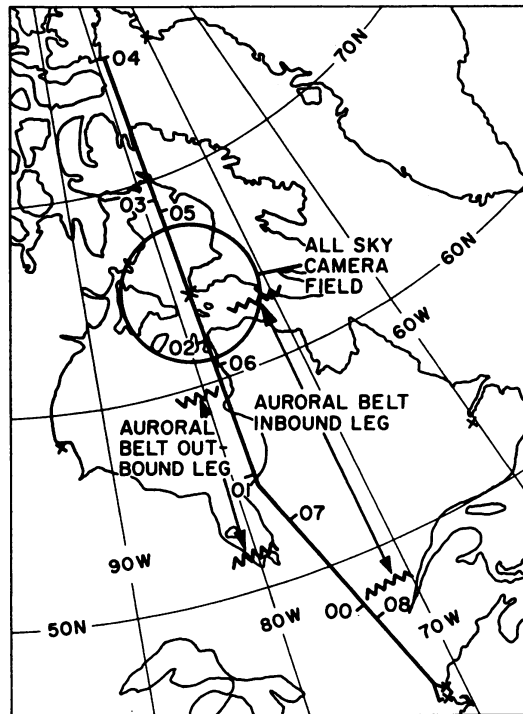 04
70N
03
05
ALL SKY
CAMERA
FIELD
60N
60W
02
06
AURORAL BELT
INBOUND LEG
AURORAL
BELT OUT-
BOUND LEG
01
07
90W
00
08
80W
70W
50N